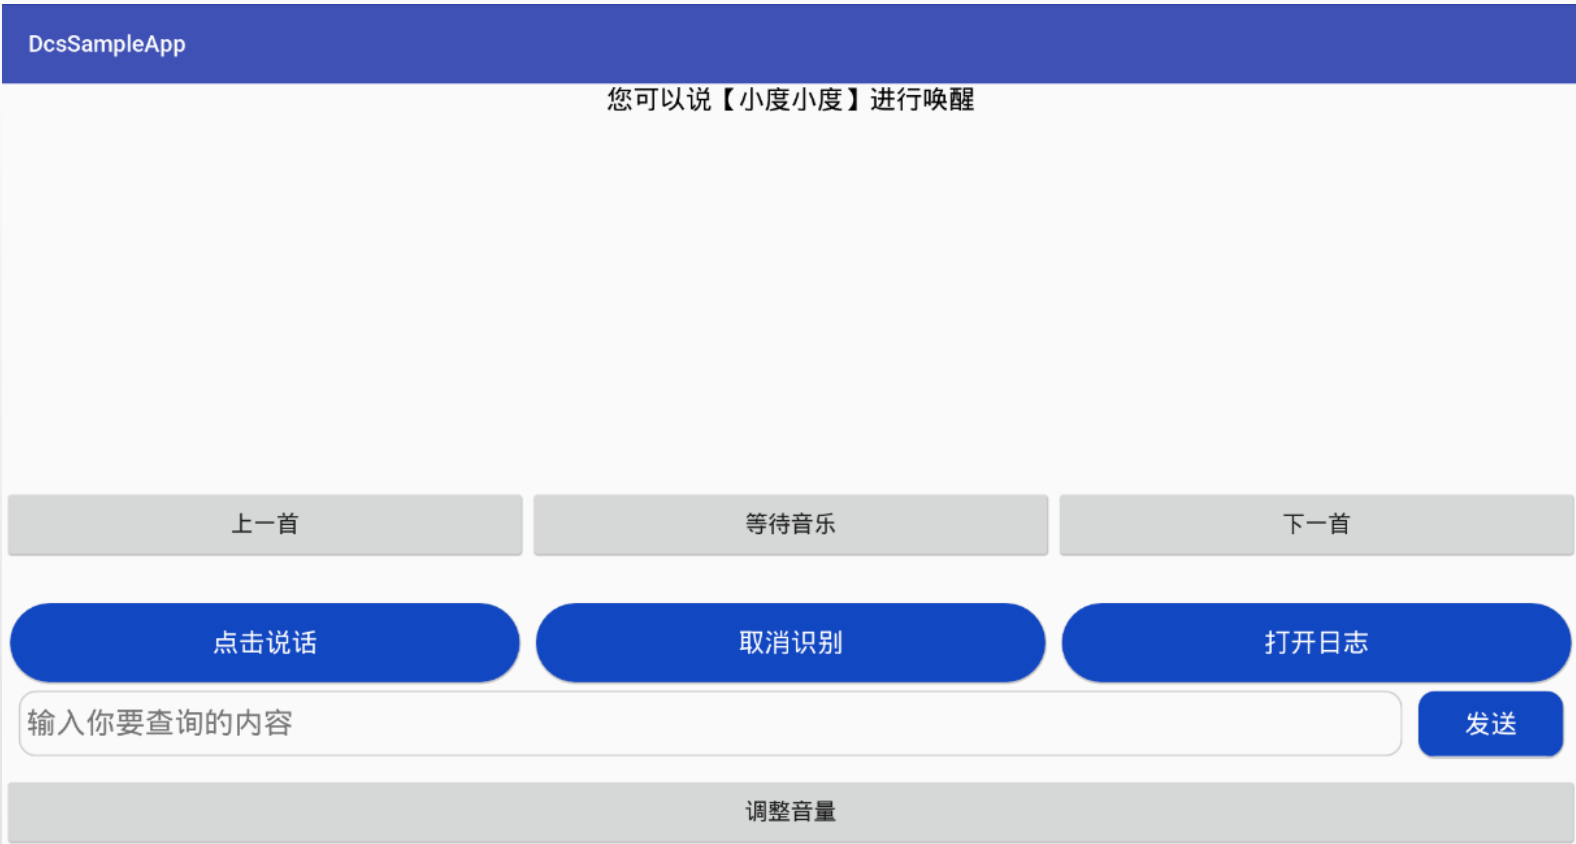 DcsSampleApp
您可以说【小度小度】进行唤醒
上一首 等待音乐 下一首
点击说话 取消识别 打开日志
输入你要查询的内容 发送
调整音量